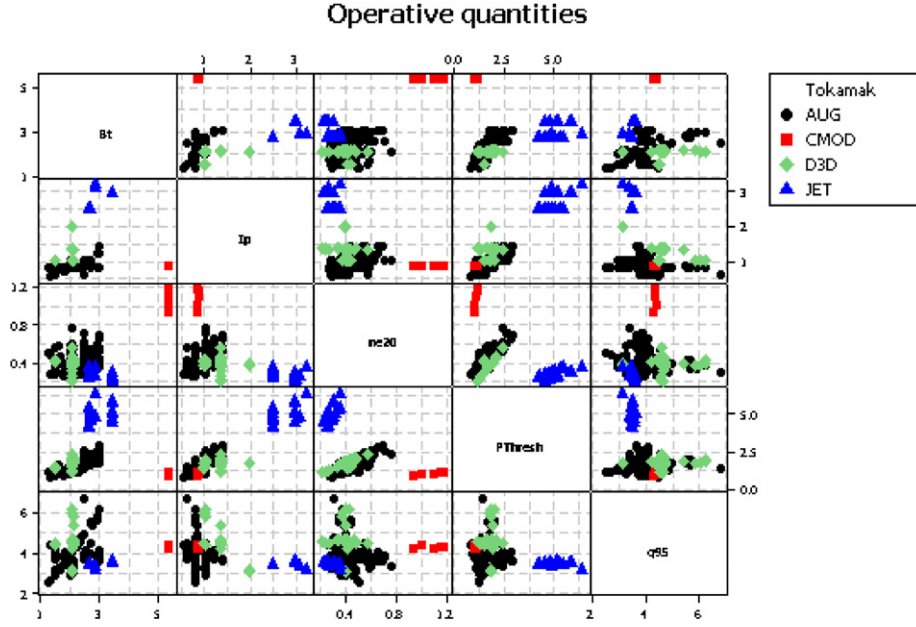 Operative quantities
1 2 3 0.0 2.5 5.0
5 Bt Tokamak
3 AUG
1 CMOD
D3D
JET
Ip 3
2
1
1.2
0.8 ne20
0.4
PThresh 5.0
2.5
0.0
6
4 q95
2
1 3 5 0.4 0.8 1.2 2 4 6